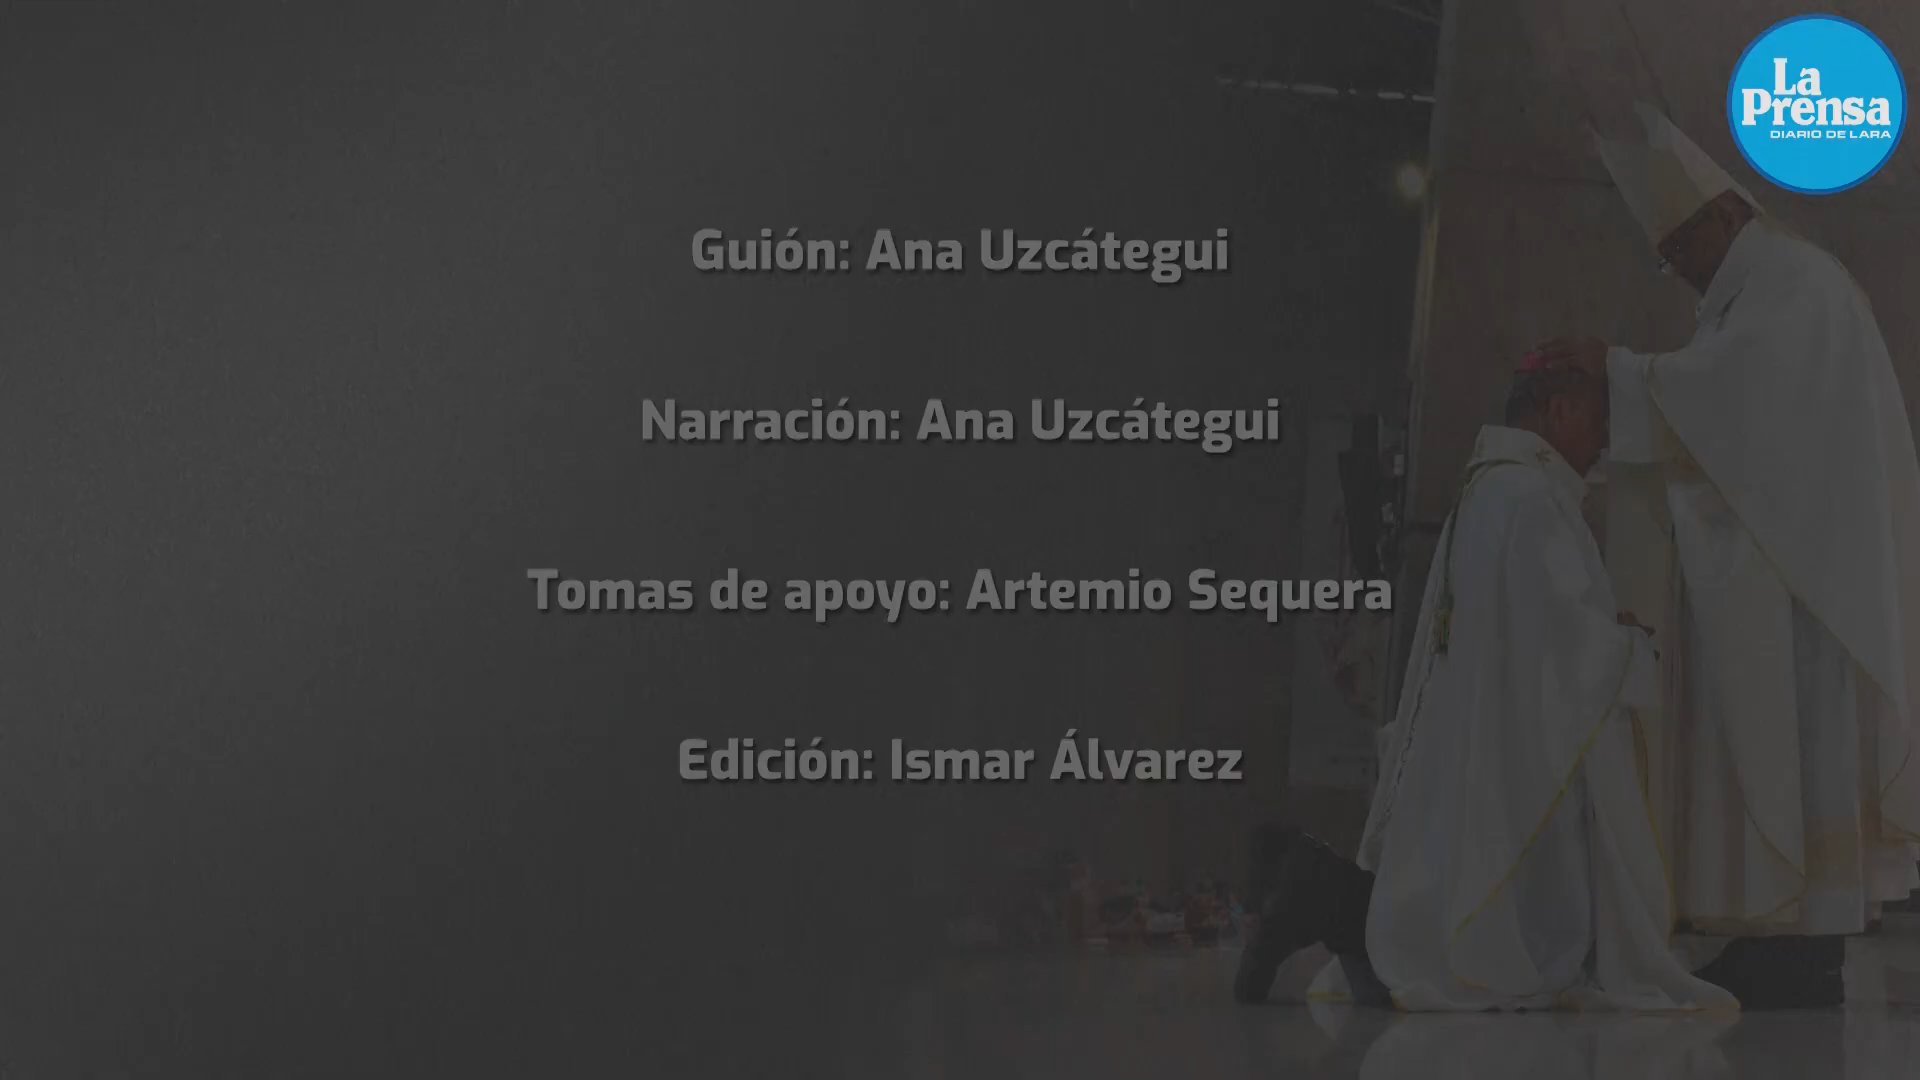 La
Prensa
DIARIO DE LARA
Guión: Ana Uzcátegui
Narración: Ana Uzcátegui
Tomas de apoyo: Artemio Sequera
Edición: Ismar Álvarez